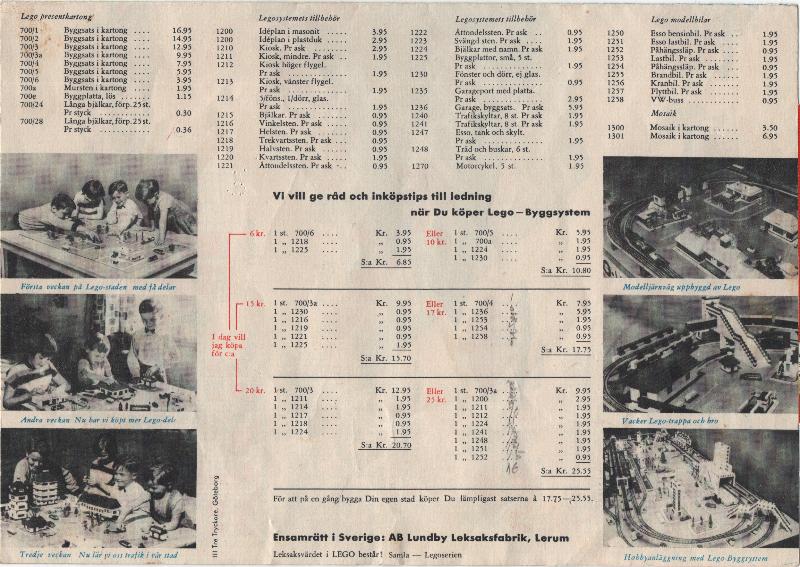 Lego presentkartong
700/1 Byggsats i kartong .... 16.95
700/2 Byggsats i kartong .... 14.95
700/3 Byggsats i kartong .... 12.95
700/3a Byggsats i kartong .... 9.95
700/4 Byggsats i kartong .... 7.95
700/5 Byggsats i kartong .... 5.95
700/6 Byggsats i kartong .... 3.95
700a Mursten i kartong .... 1.95
700e Byggplatta, lös ..... 1.15
700/24 Långa bjälkar, förp. 25 st.
Pr styck .......... 0.30
700/28 Långa bjälkar, förp. 25 st.
Pr styck .......... 0.36
Legosystemets tillbehör
1200 Idéplan i masonit .... 3.95
Idéplan i plastduk ..... 2.95
1210 Kiosk. Pr ask ........ 2.95
1211 Kiosk, mindre. Pr ask .. 1.95
1212 Kiosk höger flygel.
Pr ask ............ 1.95
1213 Kiosk, vänster flygel.
Pr ask ............ 1.95
1214 5/föns., 1/dörr, glas.
Pr ask ............ 1.95
1215 Bjälkar. Pr ask ...... 0.95
1216 Vinkelsten. Pr ask .... 0.95
1217 Helsten. Pr ask ...... 0.95
1218 Trekvartssten. Pr ask .. 0.95
1219 Halvsten. Pr ask ..... 0.95
1220 Kvartssten. Pr ask ... 1.95
1221 Åttondelssten. Pr ask .. 0.95
Legosystemets tillbehör
1222 Åttondelssten. Pr ask .. 0.95
1223 Svängd sten. Pr ask ... 0.95
1224 Bjälkar med namn. Pr ask 1.95
1225 Byggplattor, små, 5 st.
Pr ask ............ 1.95
1230 Fönster och dörr, ej glas.
Pr ask ............ 0.95
1235 Garageport med platta.
Pr ask ............ 2.95
1236 Garage, byggsats. Pr ask 5.95
1240 Trafikskyltar, 8 st. Pr ask 1.95
1241 Trafikskyltar, 8 st. Pr ask 1.95
1247 Esso, tank och skylt.
Pr ask ............ 1.95
1248 Träd och buskar, 6 st.
Pr ask ............ 1.95
1270 Motorcykel. 5 st. .... 1.95
Lego modellbilar
1250 Esso bensinbil. Pr ask .. 1.95
1251 Esso lastbil. Pr ask ... 1.95
1252 Påhängssläp. Pr ask ... 0.95
1253 Lastbil. Pr ask ...... 1.95
1254 Påhängssläp. Pr ask ... 0.95
1255 Brandbil. Pr ask ..... 1.95
1256 Kranbil. Pr ask ...... 1.95
1257 Flyttbil. Pr ask ..... 1.95
1258 VW-buss .......... 0.95
Mosaik
1300 Mosaik i kartong ..... 3.50
1301 Mosaik i kartong ..... 6.95
Vi vill ge råd och inköpstips till ledning
när Du köper Lego—Byggsystem
I dag vill
jag köpa
för c:a
6 kr.
1 st. 700/6 .... Kr. 3.95
1 „ 1218 .... „ 0.95
1 „ 1225 .... „ 1.95
S:a Kr. 6.85
Eller
10 kr.
1 st. 700/5 .... Kr. 5.95
1 „ 700a .... „ 1.95
1 „ 1224 .... „ 1.95
1 „ 1230 .... „ 0.95
S:a Kr. 10.80
15 kr.
1 st. 700/3a .... Kr. 9.95
1 „ 1230 .... „ 0.95
1 „ 1216 .... „ 0.95
1 „ 1219 .... „ 0.95
1 „ 1221 .... „ 0.95
1 „ 1225 .... „ 1.95
S:a Kr. 15.70
Eller
17 kr.
1 st. 700/4 Kr. 7.95
1 „ 1236 „ 5.95
1 „ 1253 „ 1.95
1 „ 1254 „ 0.95
1 „ 1258 „ 0.95
S:a Kr. 17.75
20 kr.
1 st. 700/3 .... Kr. 12.95
1 „ 1211 .... „ 1.95
1 „ 1214 .... „ 1.95
1 „ 1217 .... „ 0.95
1 „ 1218 .... „ 0.95
1 „ 1224 .... „ 1.95
S:a Kr. 20.70
Eller
25 kr.
1 st. 700/3a Kr. 9.95
1 „ 1200 „ 2.95
1 „ 1211 „ 1.95
1 „ 1212 „ 1.95
1 „ 1224 „ 1.95
1 „ 1241 „ 1.95
1 „ 1248 „ 1.95
1 „ 1251 „ 1.95
1 „ 1252 „ 0.95
S:a Kr. 25.55
För att på en gång bygga Din egen stad köper Du lämpligast satserna à 17.75—25.55.
Ensamrätt i Sverige: AB Lundby Leksaksfabrik, Lerum
Leksaksvärdet i LEGO består! Samla — Legoserien
Första veckan på Lego-staden med få delar
Andra veckan Nu har vi köpt mer Lego-delar
Tredje veckan Nu lär vi oss trafik i vår stad
Tre Tryckare, Göteborg
Modelljärnväg uppbyggd av Lego
Vacker Lego-trappa och bro
Hobbyanläggning med Lego Byggsystem